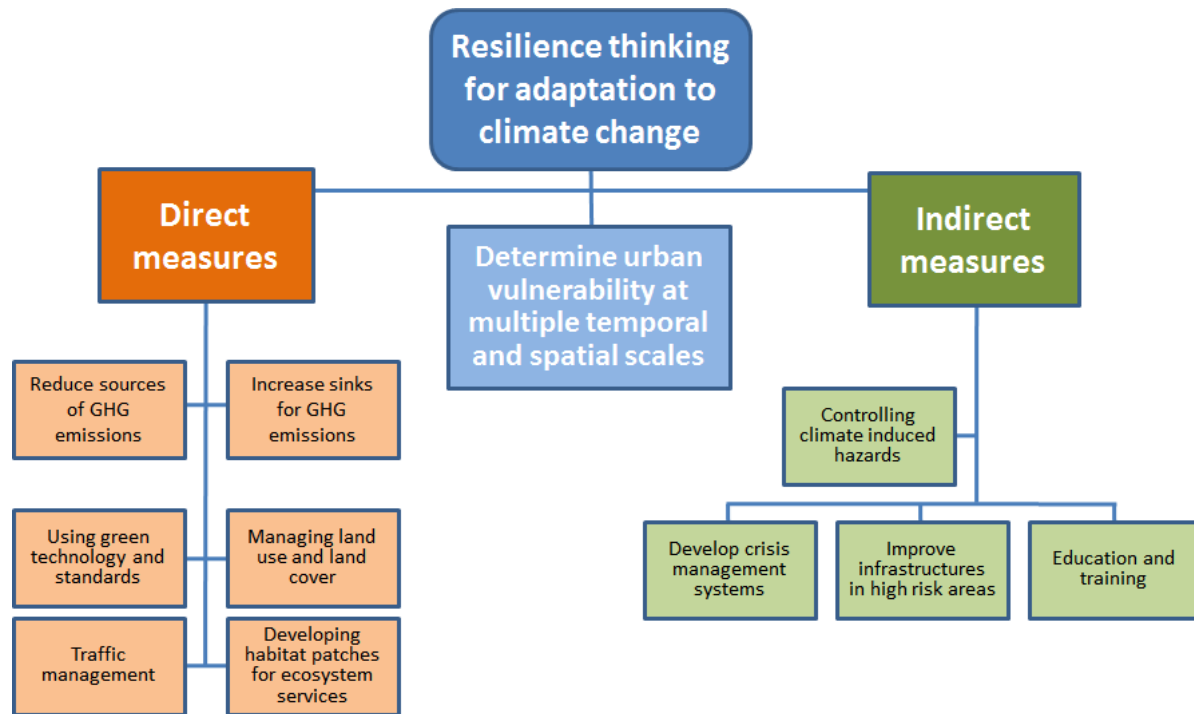 Resilience thinking
for adaptation to
climate change
Direct
measures
Determine urban
vulnerability at
multiple temporal
and spatial scales
Indirect
measures
Reduce sources
of GHG
emissions
Increase sinks
for GHG
emissions
Using green
technology and
standards
Managing land
use and land
cover
Traffic
management
Developing
habitat patches
for ecosystem
services
Controlling
climate induced
hazards
Develop crisis
management
systems
Improve
infrastructures
in high risk areas
Education and
training